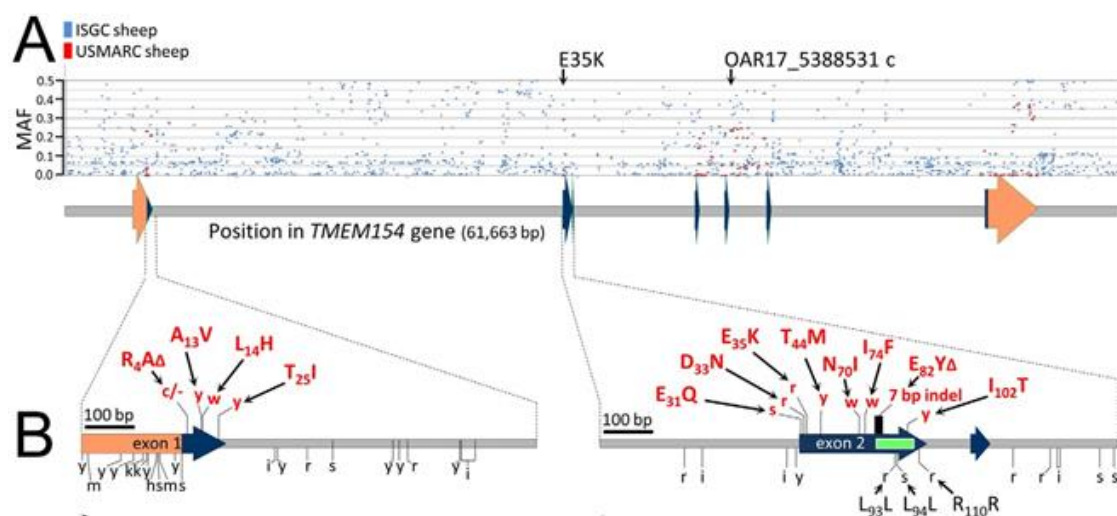 A
ISGC sheep
USMARC sheep
E35K
OAR17_5388531 c
MAF
0.5
0.4
0.3
0.2
0.1
0.0
Position in TMEM154 gene (61,663 bp)
B
R4AΔ
A13V
L14H
T25I
c/-
y
w
y
100 bp
exon 1
y
m
y
y
k
k
y
h
s
m
y
s
i
y
r
s
y
y
r
y
i
E31Q
D33N
E35K
T44M
N70I
I74F
E82YΔ
I102T
s
r
r
y
w
w
7 bp indel
y
100 bp
exon 2
r
i
i
y
r
s
r
r
r
i
s
s
L93L
L94L
R110R